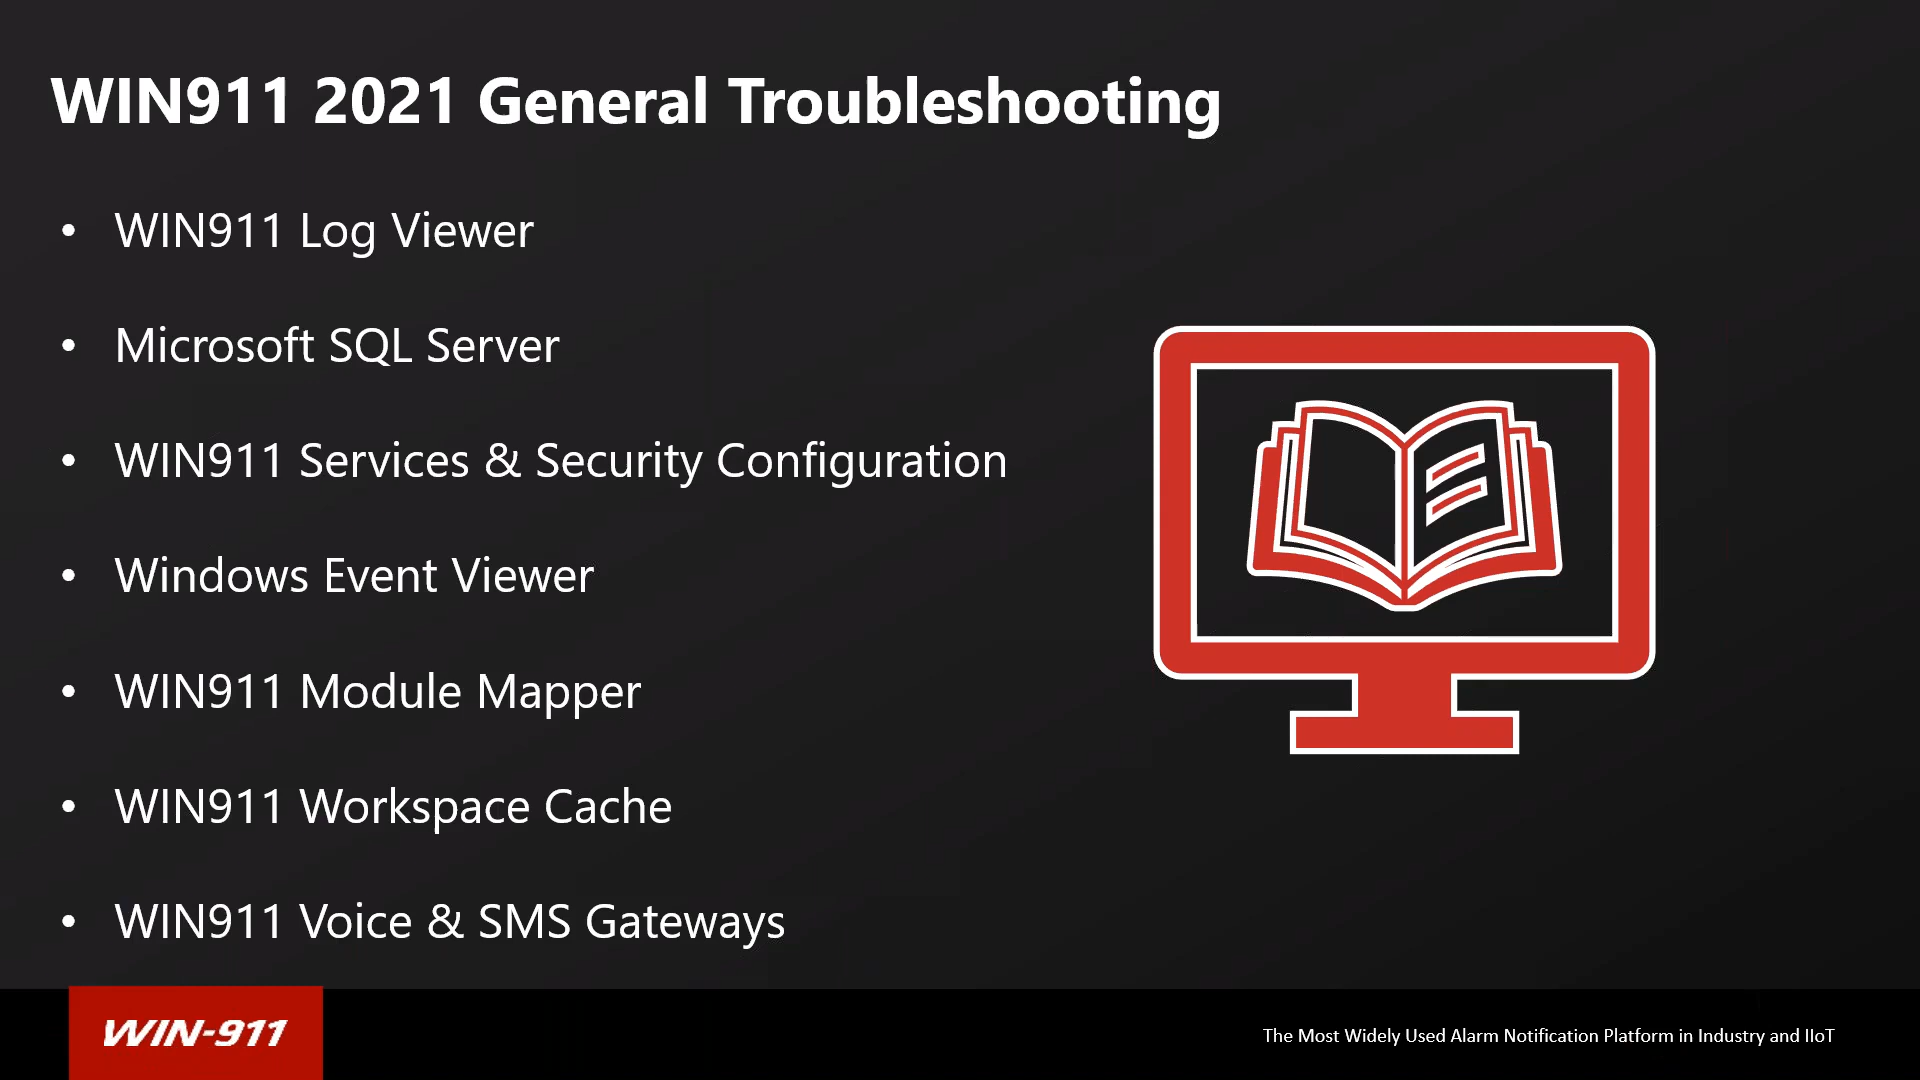 WIN911 2021 General Troubleshooting
• WIN911 Log Viewer
• Microsoft SQL Server
• WIN911 Services & Security Configuration
• Windows Event Viewer
• WIN911 Module Mapper
• WIN911 Workspace Cache
• WIN911 Voice & SMS Gateways
WIN-911
The Most Widely Used Alarm Notification Platform in Industry and IIoT